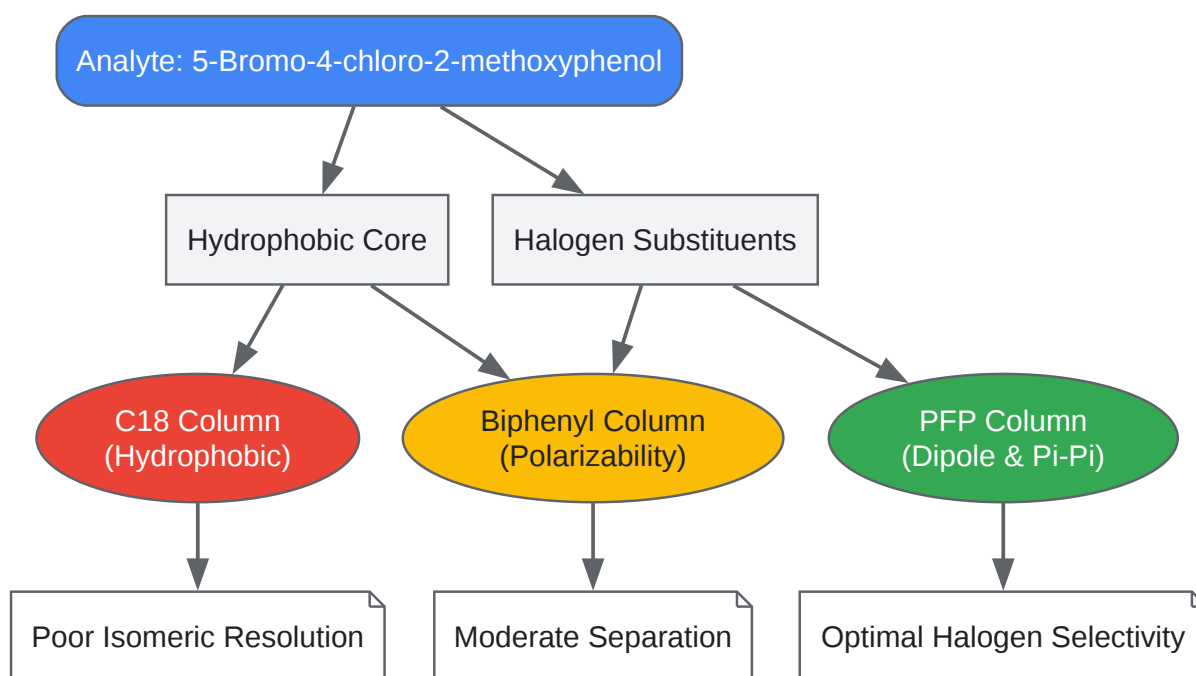 Analyte: 5-Bromo-4-chloro-2-methoxyphenol
Hydrophobic Core
Halogen Substituents
C18 Column
(Hydrophobic)
Biphenyl Column
(Polarizability)
PFP Column
(Dipole & Pi-Pi)
Poor Isomeric Resolution
Moderate Separation
Optimal Halogen Selectivity